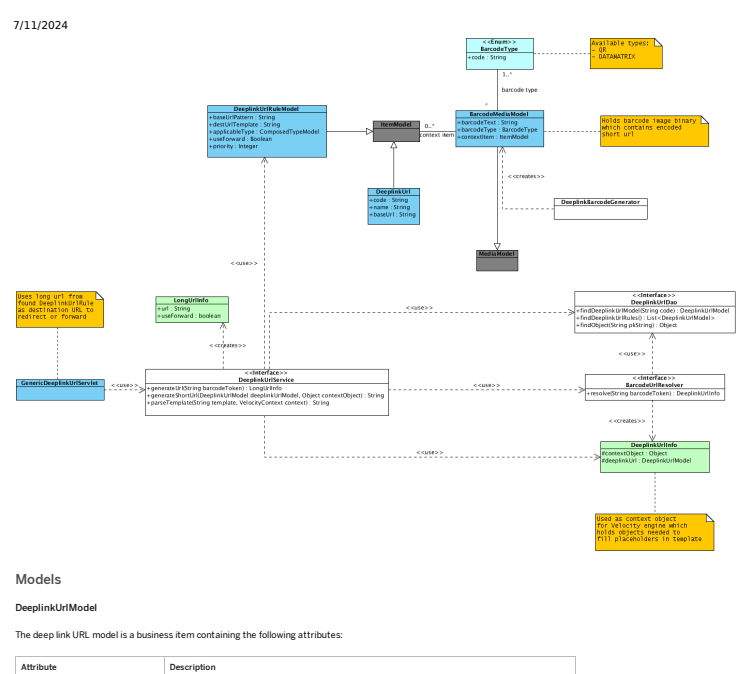 7/11/2024
<<Enum>>
BarcodeType
+code : String
Available types:
- QR
- DATAMATRIX
1..*
barcode type
*
DeeplinkUrlRuleModel
+baseUrlPattern : String
+destUrlTemplate : String
+applicableType : ComposedTypeModel
+useForward : Boolean
+priority : Integer
ItemModel
0..*
context item
BarcodeMediaModel
+barcodeText : String
+barcodeType : BarcodeType
+contextItem : ItemModel
Holds barcode image binary
which contains encoded
short url
<<creates>>
DeeplinkUrl
+code : String
+name : String
+baseUrl : String
DeeplinkBarcodeGenerator
MediaModel
<<use>>
Uses long url from
found DeeplinkUrlRule
as destination URL to
redirect or forward
LongUrlInfo
+url : String
+useForward : boolean
<<creates>>
<<use>>
<<Interface>>
DeeplinkUrlDao
+findDeeplinkUrlModel(String code) : DeeplinkUrlModel
+findDeeplinkUrlRules() : List<DeeplinkUrlModel>
+findObject(String pkString) : Object
<<use>>
GenericDeeplinkUrlServlet
<<use>>
<<Interface>>
DeeplinkUrlService
+generateUrl(String barcodeToken) : LongUrlInfo
+generateShortUrl(DeeplinkUrlModel deeplinkUrlModel, Object contextObject) : String
+parseTemplate(String template, VelocityContext context) : String
<<use>>
<<Interface>>
BarcodeUrlResolver
+resolve(String barcodeToken) : DeeplinkUrlInfo
<<creates>>
<<use>>
DeeplinkUrlInfo
#contextObject : Object
#deeplinkUrl : DeeplinkUrlModel
Used as context object
for Velocity engine which
holds objects needed to
fill placeholders in template
Models
DeeplinkUrlModel
The deep link URL model is a business item containing the following attributes:
Attribute
Description